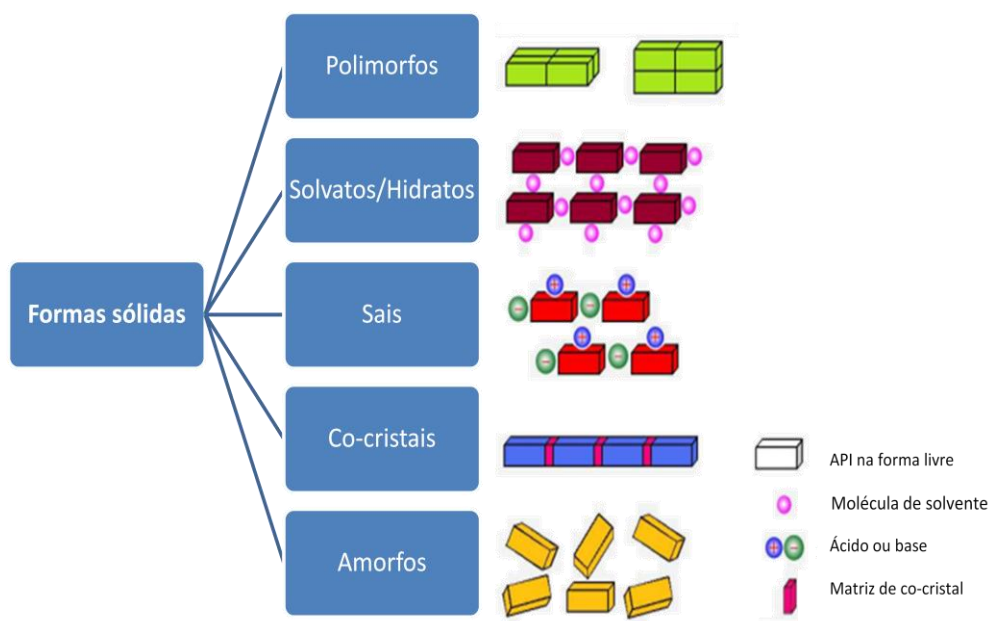 Formas sólidas
Polimorfos
Solvatos/Hidratos
Sais
Co-cristais
Amorfos
API na forma livre
Molécula de solvente
Ácido ou base
Matriz de co-cristal